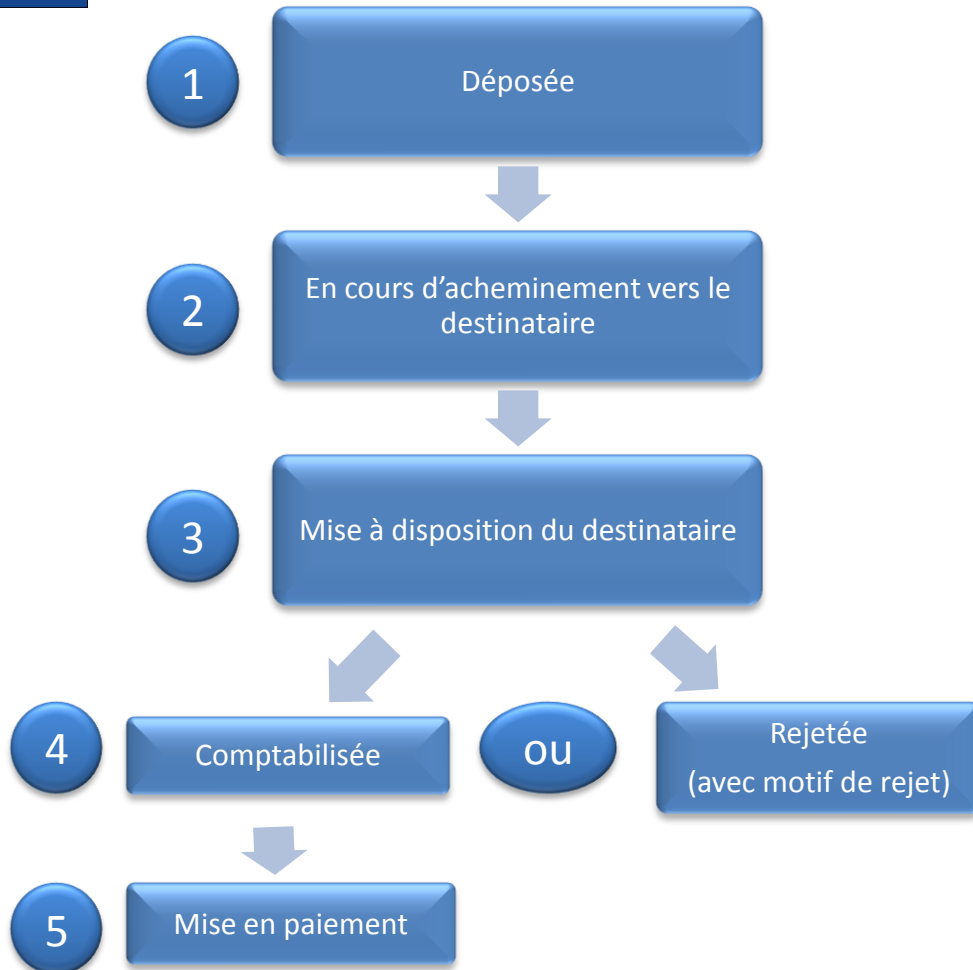 1
Déposée
2
En cours d’acheminement vers le
destinataire
3
Mise à disposition du destinataire
4
Comptabilisée
ou
Rejetée
(avec motif de rejet)
5
Mise en paiement